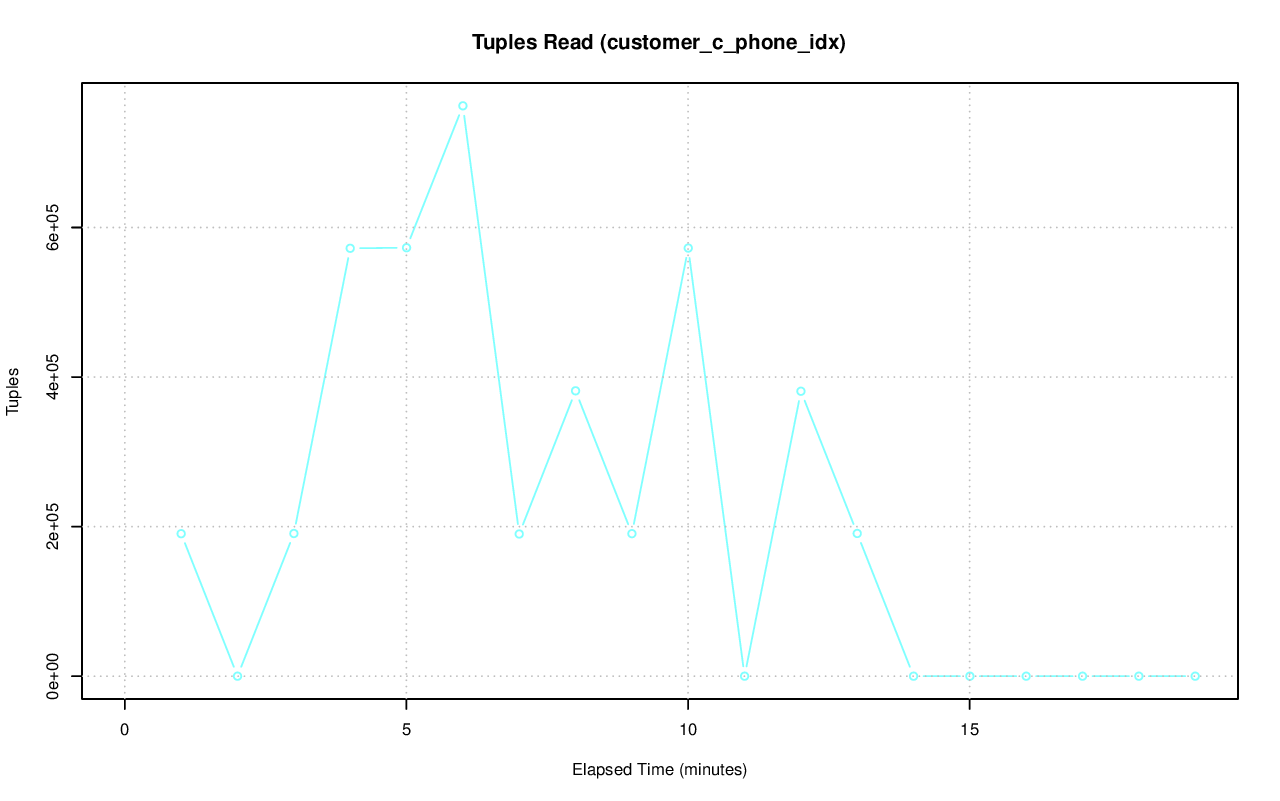 Tuples Read (customer_c_phone_idx)
Tuples
6e+05
4e+05
2e+05
0e+00
0 5 10 15
Elapsed Time (minutes)